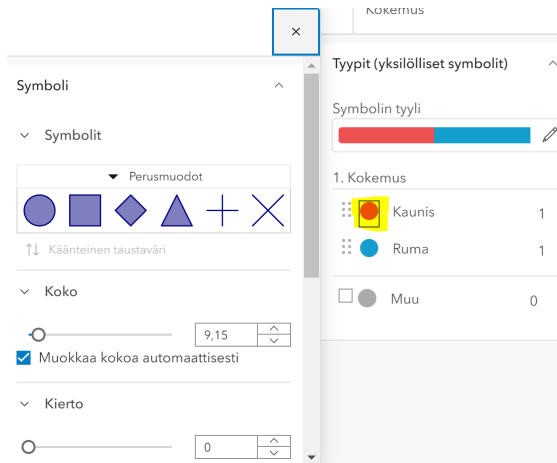 Symboli
Symbolit
Perusmuodot
Käänteinen taustaväri
Koko
9,15
Muokkaa kokoa automaattisesti
Kierto
0
Kokemus
Tyypit (yksilölliset symbolit)
Symbolin tyyli
1. Kokemus
Kaunis 1
Ruma 1
Muu 0